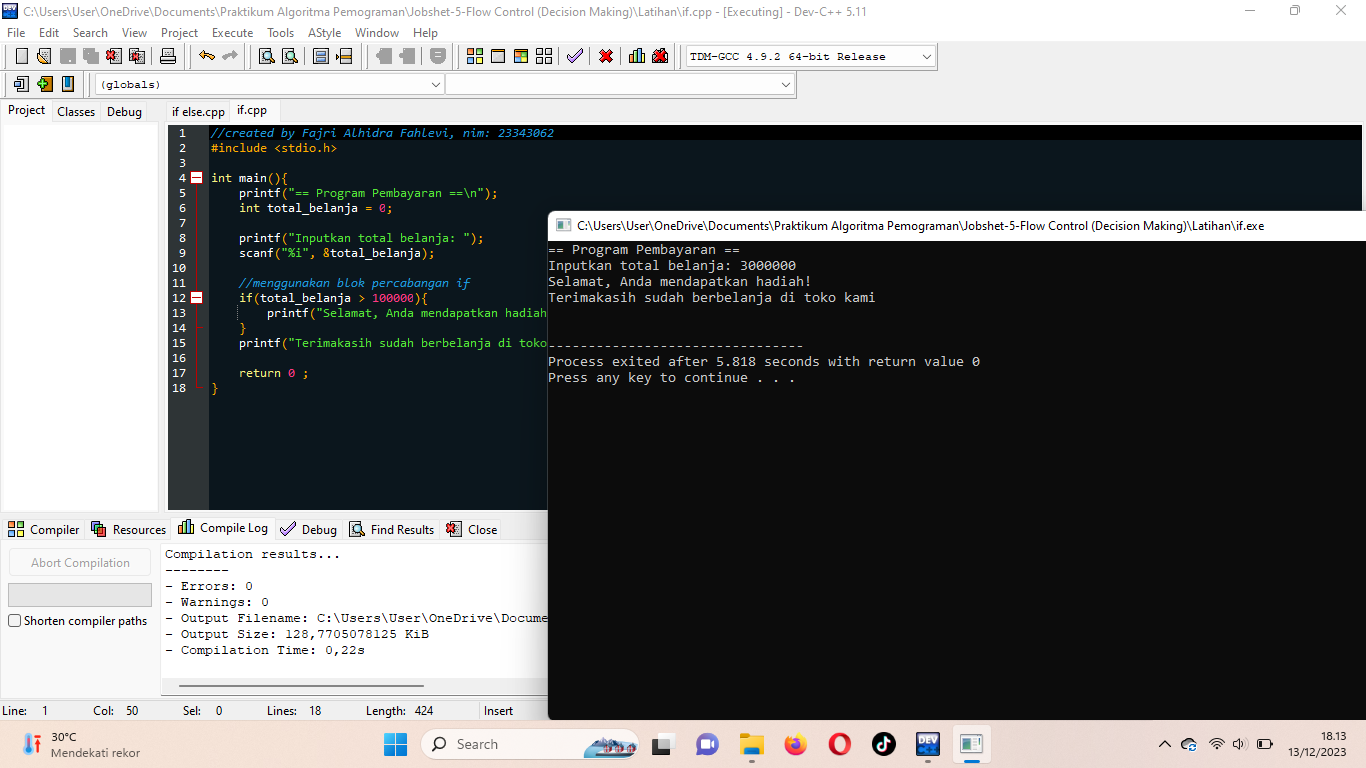 C:\Users\User\OneDrive\Documents\Praktikum Algoritma Pemograman\Jobshet-5-Flow Control (Decision Making)\Latihan\if.cpp - [Executing] - Dev-C++ 5.11
File Edit Search View Project Execute Tools AStyle Window Help
TDM-GCC 4.9.2 64-bit Release
(globals)
Project Classes Debug
if else.cpp if.cpp
1 //created by Fajri Alhidra Fahlevi, nim: 23343062
2 #include <stdio.h>
3
4 int main(){
5 printf("== Program Pembayaran ==\n");
6 int total_belanja = 0;
7
8 printf("Inputkan total belanja: ");
9 scanf("%i", &total_belanja);
10
11 //menggunakan blok percabangan if
12 if(total_belanja > 100000){
13 printf("Selamat, Anda mendapatkan hadiah
14 }
15 printf("Terimakasih sudah berbelanja di toko
16
17 return 0 ;
18 }
C:\Users\User\OneDrive\Documents\Praktikum Algoritma Pemograman\Jobshet-5-Flow Control (Decision Making)\Latihan\if.exe
== Program Pembayaran ==
Inputkan total belanja: 3000000
Selamat, Anda mendapatkan hadiah!
Terimakasih sudah berbelanja di toko kami
--------------------------------
Process exited after 5.818 seconds with return value 0
Press any key to continue . . .
Compiler Resources Compile Log Debug Find Results Close
Abort Compilation
Shorten compiler paths
Compilation results...
--------
- Errors: 0
- Warnings: 0
- Output Filename: C:\Users\User\OneDrive\Docume
- Output Size: 128,7705078125 KiB
- Compilation Time: 0,22s
Line: 1 Col: 50 Sel: 0 Lines: 18 Length: 424 Insert
30°C
Mendekati rekor
Search
DEV
18.13
13/12/2023